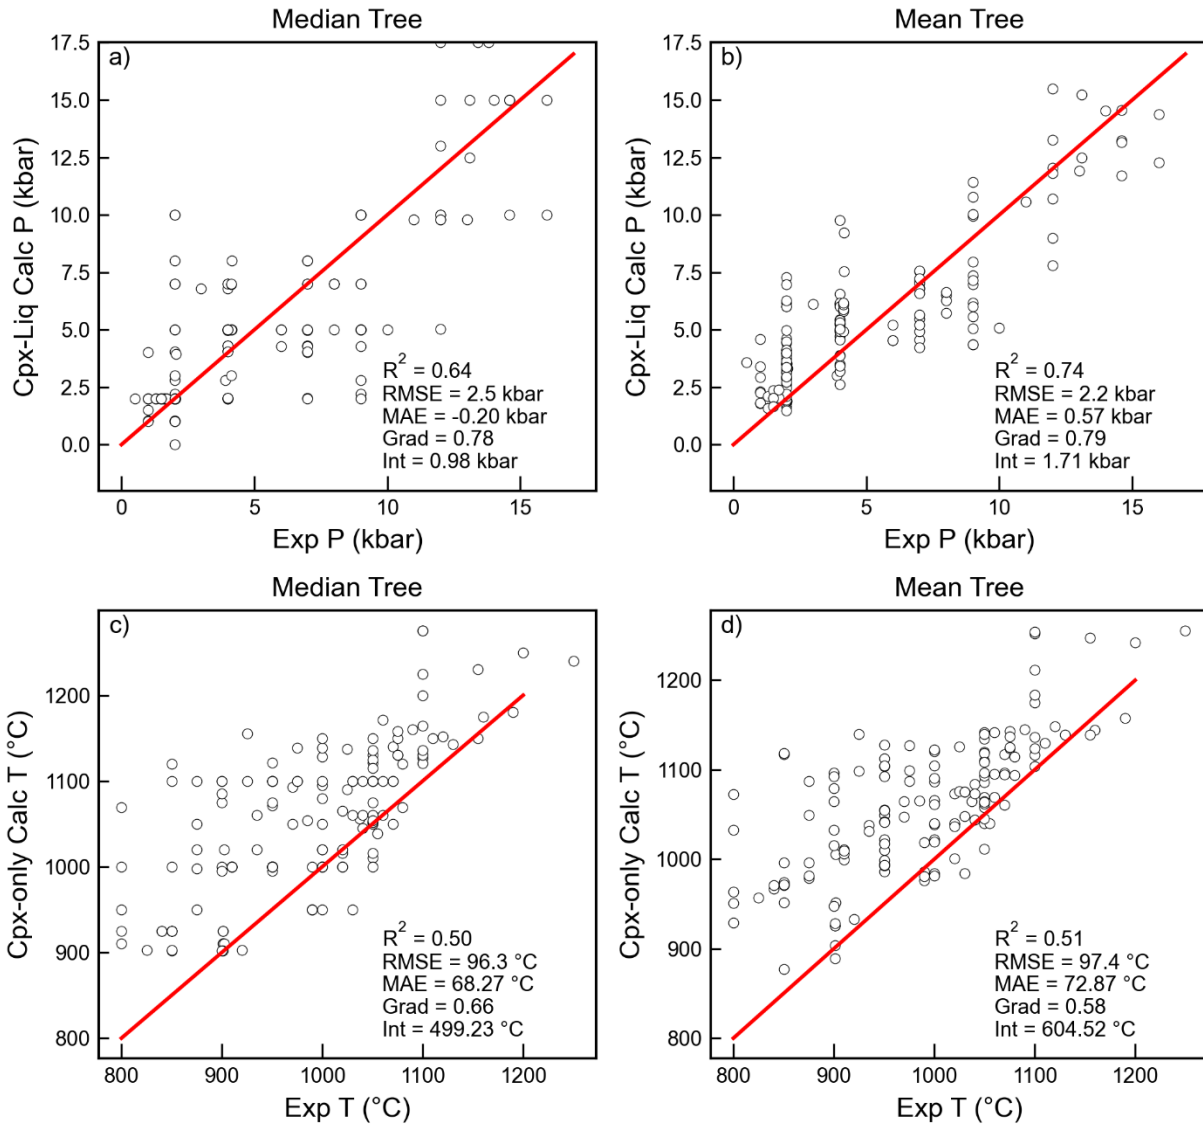 Median Tree
a)
17.5
15.0
12.5
10.0
7.5
5.0
2.5
0.0
Cpx-Liq Calc P (kbar)
R² = 0.64
RMSE = 2.5 kbar
MAE = -0.20 kbar
Grad = 0.78
Int = 0.98 kbar
0 5 10 15
Exp P (kbar)
Mean Tree
b)
17.5
15.0
12.5
10.0
7.5
5.0
2.5
0.0
Cpx-Liq Calc P (kbar)
R² = 0.74
RMSE = 2.2 kbar
MAE = 0.57 kbar
Grad = 0.79
Int = 1.71 kbar
0 5 10 15
Exp P (kbar)
Median Tree
c)
1200
1100
1000
900
800
Cpx-only Calc T (°C)
R² = 0.50
RMSE = 96.3 °C
MAE = 68.27 °C
Grad = 0.66
Int = 499.23 °C
800 900 1000 1100 1200
Exp T (°C)
Mean Tree
d)
1200
1100
1000
900
800
Cpx-only Calc T (°C)
R² = 0.51
RMSE = 97.4 °C
MAE = 72.87 °C
Grad = 0.58
Int = 604.52 °C
800 900 1000 1100 1200
Exp T (°C)